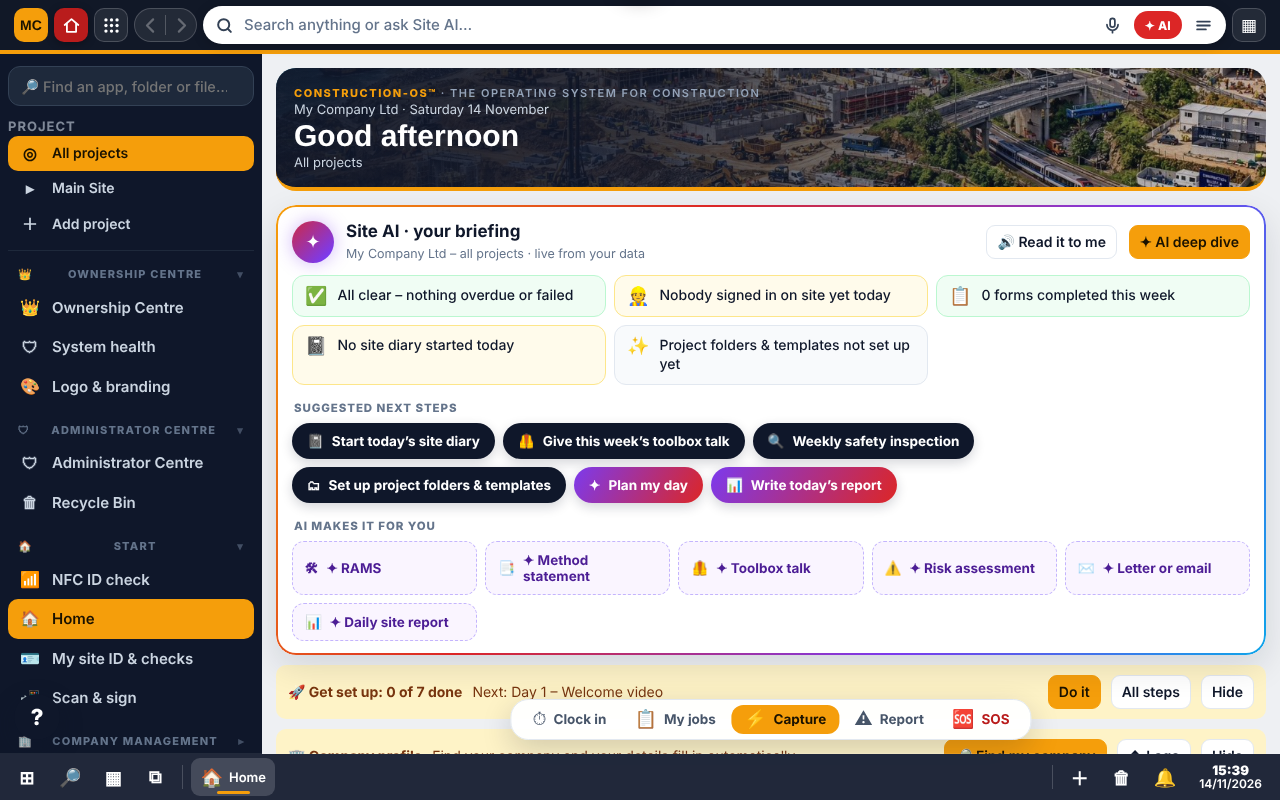 MC
Search anything or ask Site AI...
✦ AI
Find an app, folder or file...
PROJECT
All projects
Main Site
Add project
OWNERSHIP CENTRE
Ownership Centre
System health
Logo & branding
ADMINISTRATOR CENTRE
Administrator Centre
Recycle Bin
START
NFC ID check
Home
My site ID & checks
Scan & sign
?
COMPANY MANAGEMENT
CONSTRUCTION-OS™ · THE OPERATING SYSTEM FOR CONSTRUCTION
My Company Ltd · Saturday 14 November
Good afternoon
All projects
Site AI · your briefing
My Company Ltd – all projects · live from your data
Read it to me
✦ AI deep dive
All clear – nothing overdue or failed
Nobody signed in on site yet today
0 forms completed this week
No site diary started today
Project folders & templates not set up
yet
SUGGESTED NEXT STEPS
Start today's site diary
Give this week's toolbox talk
Weekly safety inspection
Set up project folders & templates
✦ Plan my day
Write today's report
AI MAKES IT FOR YOU
✦ RAMS
✦ Method
statement
✦ Toolbox talk
✦ Risk assessment
✦ Letter or email
✦ Daily site report
Get set up: 0 of 7 done Next: Day 1 – Welcome video
Do it
All steps
Hide
Clock in
My jobs
Capture
Report
SOS
Home
15:39
14/11/2026